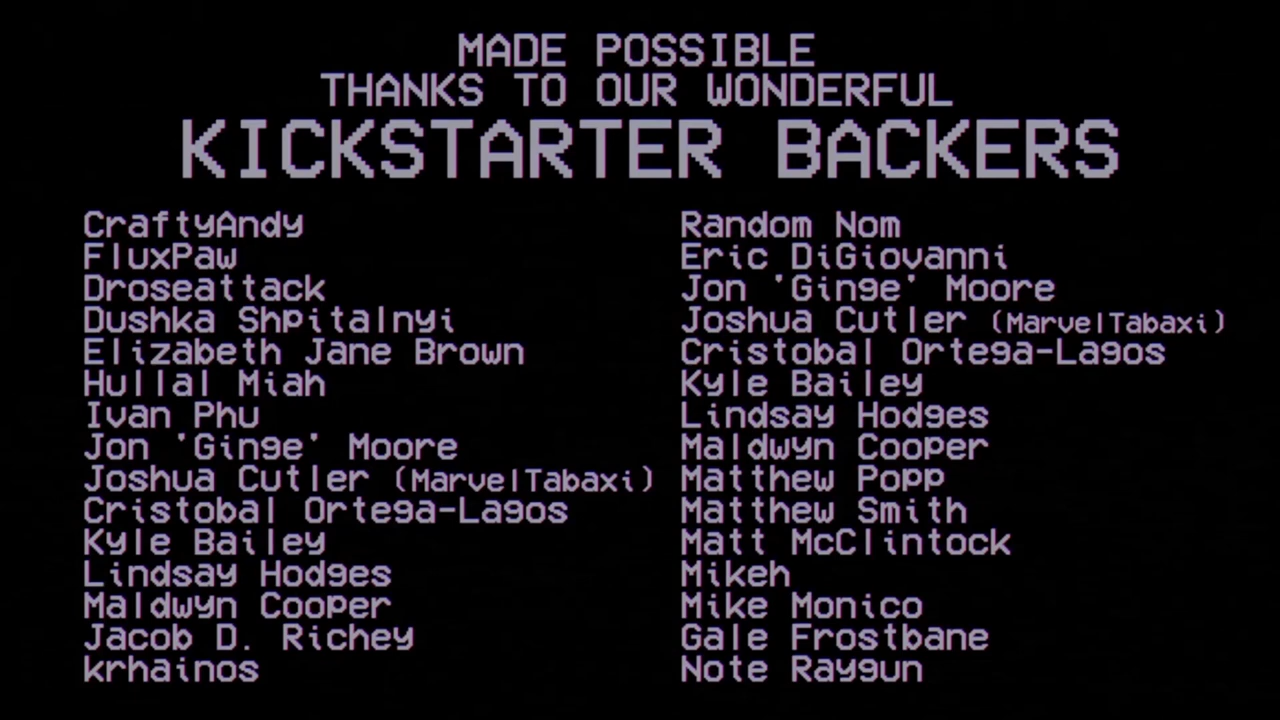 MADE POSSIBLE
THANKS TO OUR WONDERFUL
KICKSTARTER BACKERS
CraftyAndy
FluxPaw
Droseattack
Dushka Shpitalnyi
Elizabeth Jane Brown
Hullal Miah
Ivan Phu
Jon 'Ginge' Moore
Joshua Cutler (MarvelTabaxi)
Cristobal Ortega-Lagos
Kyle Bailey
Lindsay Hodges
Maldwyn Cooper
Jacob D. Richey
krhainos
Random Nom
Eric DiGiovanni
Jon 'Ginge' Moore
Joshua Cutler (MarvelTabaxi)
Cristobal Ortega-Lagos
Kyle Bailey
Lindsay Hodges
Maldwyn Cooper
Matthew Popp
Matthew Smith
Matt McClintock
Mikeh
Mike Monico
Gale Frostbane
Note Raygun